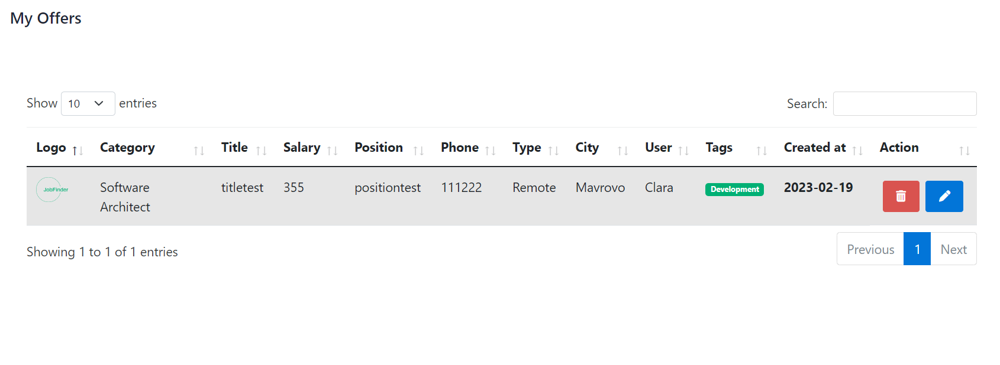 My Offers
Show 10 entries
Search:
Logo Category Title Salary Position Phone Type City User Tags Created at Action
JobFinder Software titletest 355 positiontest 111222 Remote Mavrovo Clara Development 2023-02-19
Architect
Showing 1 to 1 of 1 entries
Previous 1 Next